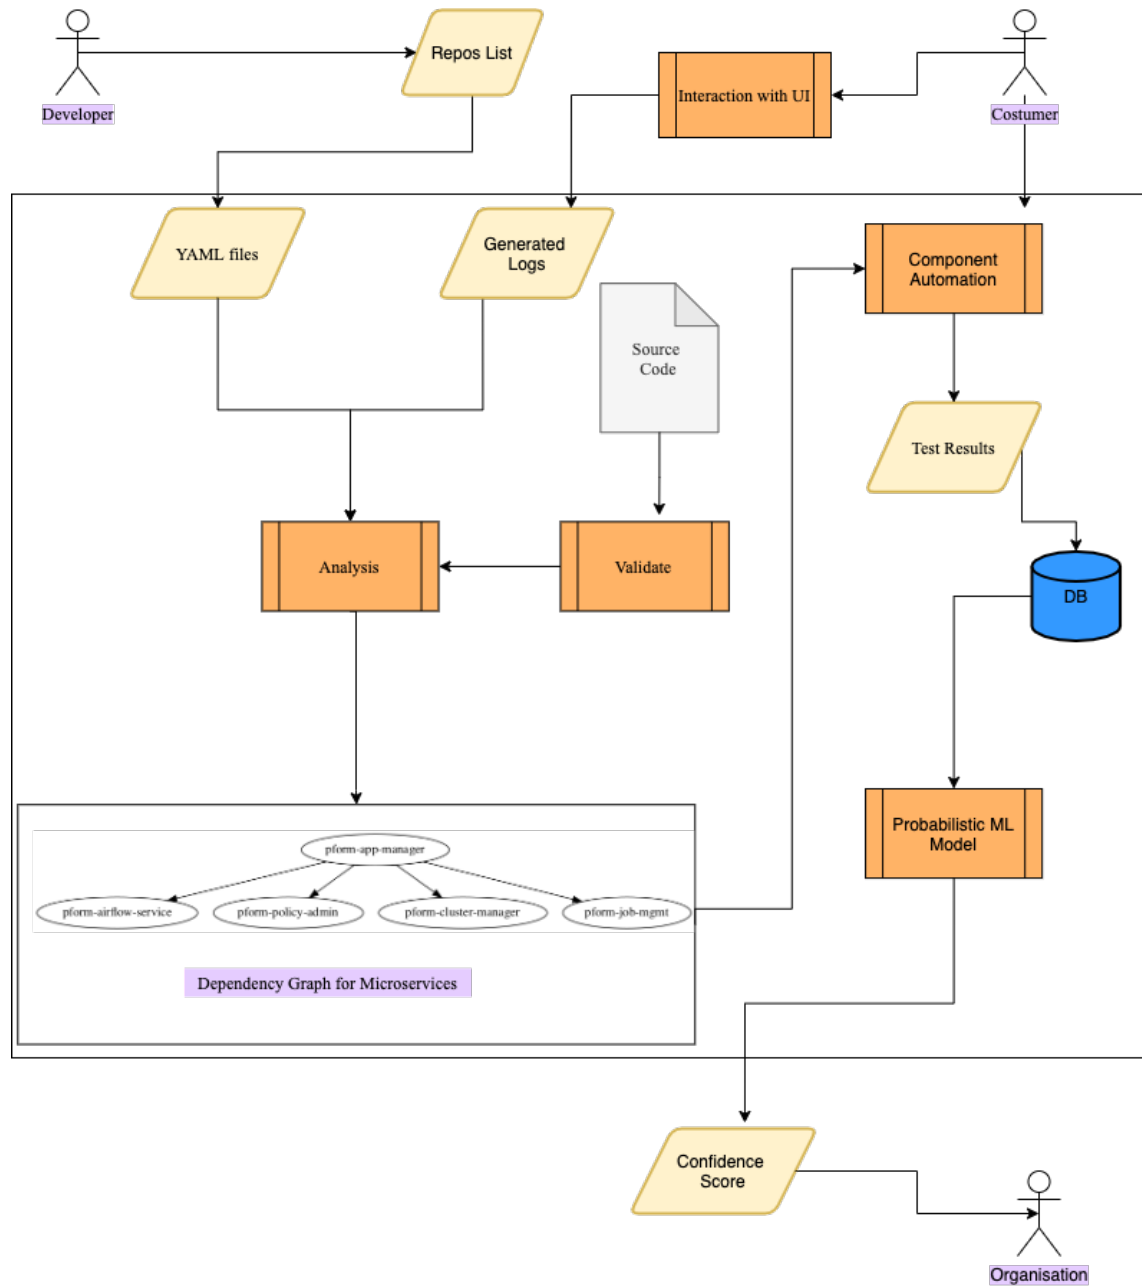 Developer
Repos List
Interaction with UI
Costumer
YAML files
Generated
Logs
Source
Code
Component
Automation
Test Results
Analysis
Validate
DB
Probabilistic ML
Model
pform-app-manager
pform-airflow-service
pform-policy-admin
pform-cluster-manager
pform-job-mgmt
Dependency Graph for Microservices
Confidence
Score
Organisation